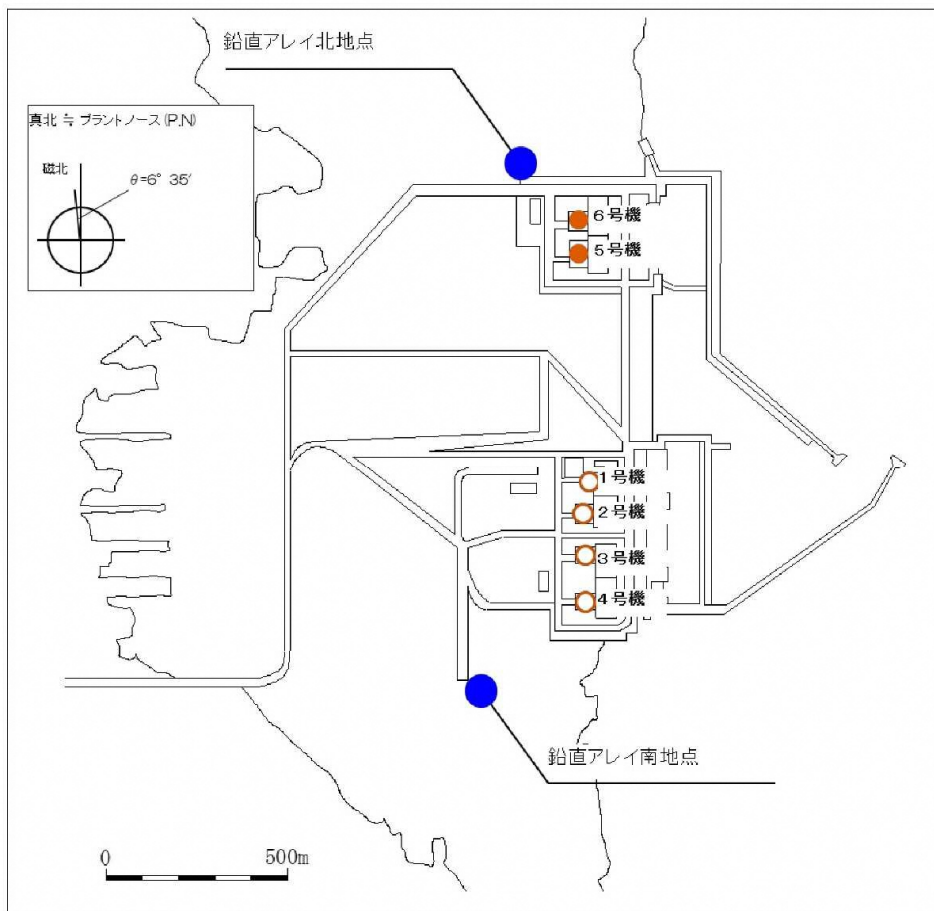 鉛直アレイ北地点
真北 ≒ プラントノース(P.N)
磁北
θ=6° 35′
6号機
5号機
1号機
2号機
3号機
4号機
鉛直アレイ南地点
0 500m